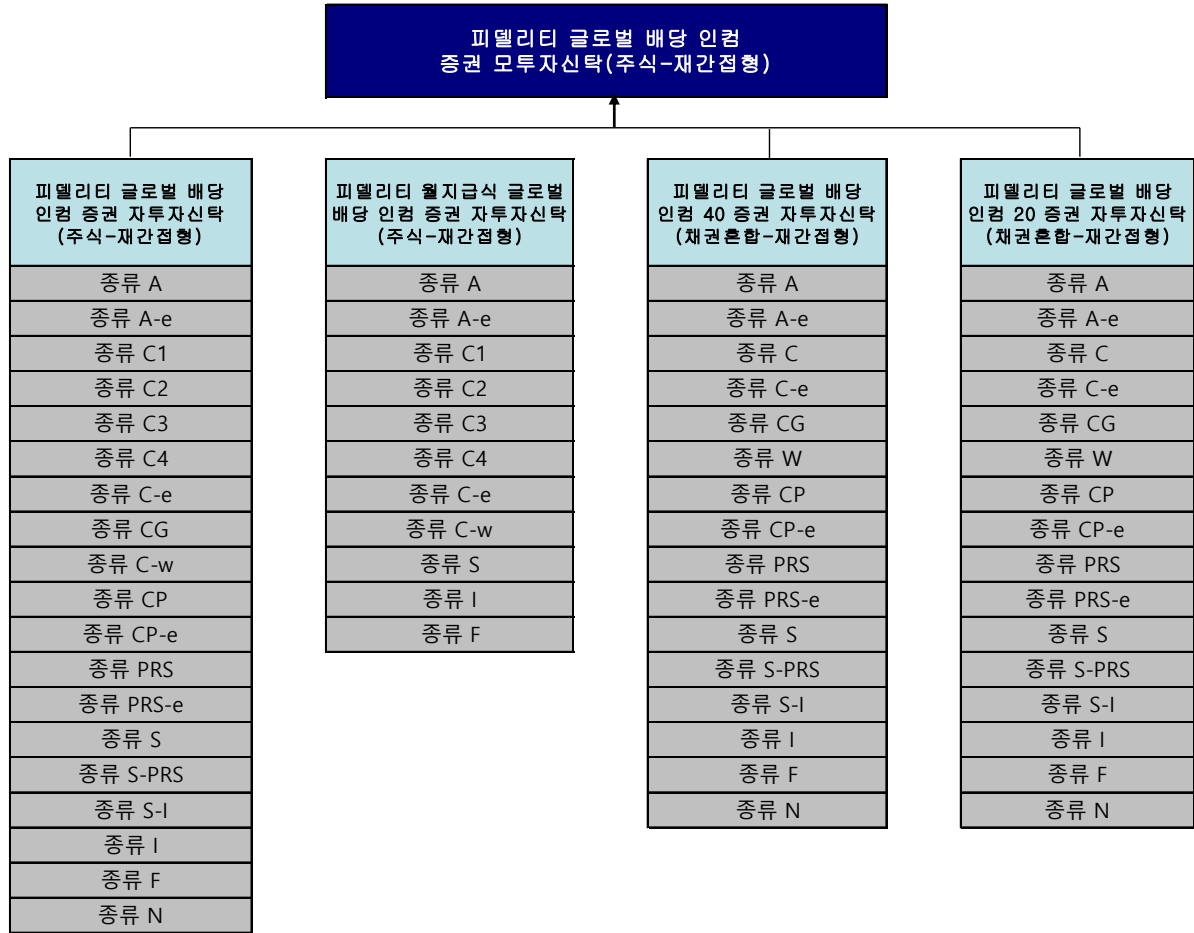 피델리티 글로벌 배당 인컴
증권 모투자신탁(주식-재간접형)
피델리티 글로벌 배당
인컴 증권 자투자신탁
(주식-재간접형)
종류 A
종류 A-e
종류 C1
종류 C2
종류 C3
종류 C4
종류 C-e
종류 CG
종류 C-w
종류 CP
종류 CP-e
종류 PRS
종류 PRS-e
종류 S
종류 S-PRS
종류 S-I
종류 I
종류 F
종류 N
피델리티 월지급식 글로벌
배당 인컴 증권 자투자신탁
(주식-재간접형)
종류 A
종류 A-e
종류 C1
종류 C2
종류 C3
종류 C4
종류 C-e
종류 C-w
종류 S
종류 I
종류 F
피델리티 글로벌 배당
인컴 40 증권 자투자신탁
(채권혼합-재간접형)
종류 A
종류 A-e
종류 C
종류 C-e
종류 CG
종류 W
종류 CP
종류 CP-e
종류 PRS
종류 PRS-e
종류 S
종류 S-PRS
종류 S-I
종류 I
종류 F
종류 N
피델리티 글로벌 배당
인컴 20 증권 자투자신탁
(채권혼합-재간접형)
종류 A
종류 A-e
종류 C
종류 C-e
종류 CG
종류 W
종류 CP
종류 CP-e
종류 PRS
종류 PRS-e
종류 S
종류 S-PRS
종류 S-I
종류 I
종류 F
종류 N